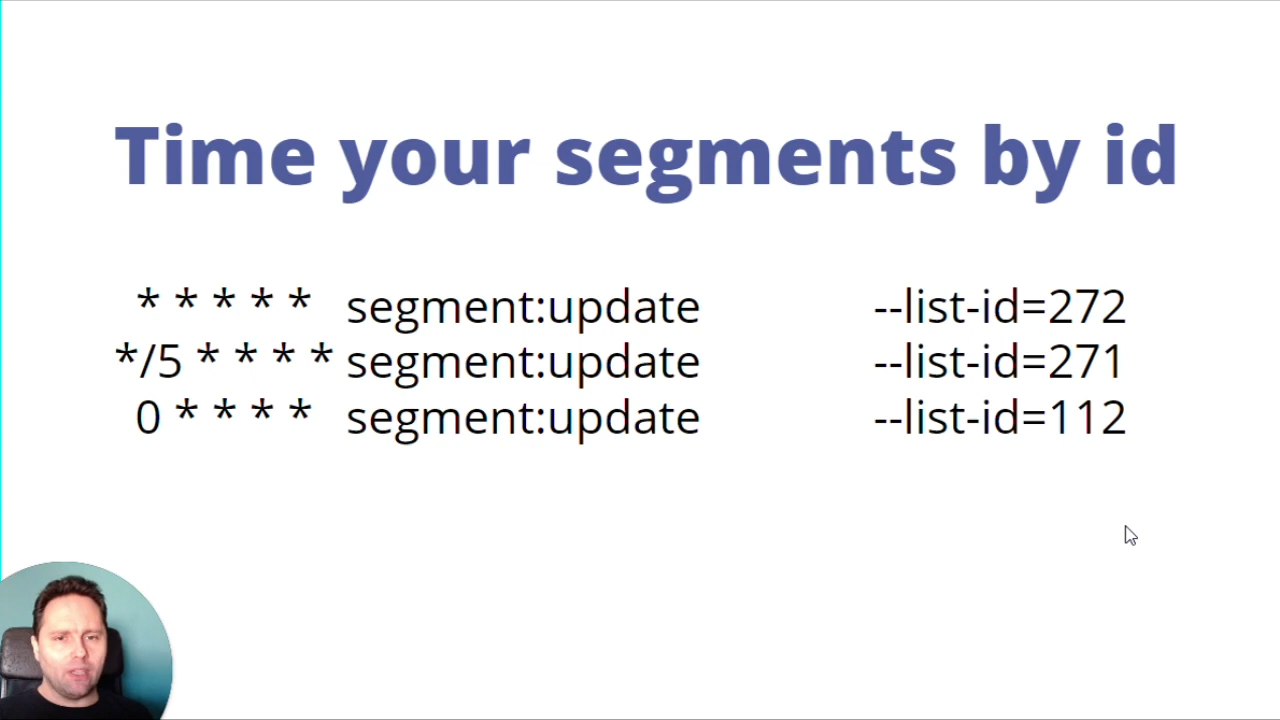 Time your segments by id
* * * * * segment:update --list-id=272
*/5 * * * * segment:update --list-id=271
0 * * * * segment:update --list-id=112